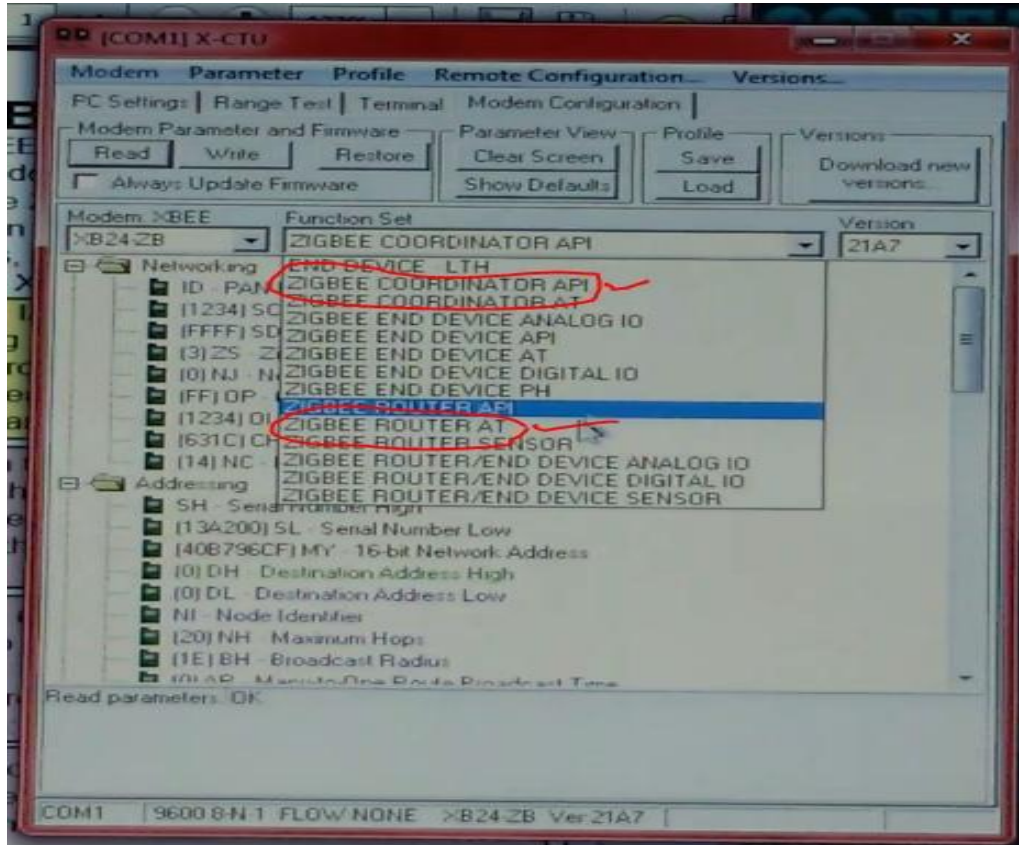 [COM1] X-CTU
Modem Parameter Profile Remote Configuration... Versions...
PC Settings Range Test Terminal Modem Configuration
Modem Parameter and Firmware Parameter View Profile Versions
Read Write Restore Clear Screen Save Download new versions...
Always Update Firmware Show Defaults Load
Modem: XBEE Function Set Version
XB24-ZB ZIGBEE COORDINATOR API 21A7
Networking
ID - PAN
(1234) SC
(FFFF) SD
(3) ZS - Zi
(0) NJ - N
(FF) OP -
(1234) OI
(631C) CH
(14) NC -
END DEVICE - LTH
ZIGBEE COORDINATOR API
ZIGBEE COORDINATOR AT
ZIGBEE END DEVICE ANALOG IO
ZIGBEE END DEVICE API
ZIGBEE END DEVICE AT
ZIGBEE END DEVICE DIGITAL IO
ZIGBEE END DEVICE PH
ZIGBEE ROUTER API
ZIGBEE ROUTER AT
ZIGBEE ROUTER SENSOR
ZIGBEE ROUTER/END DEVICE ANALOG IO
ZIGBEE ROUTER/END DEVICE DIGITAL IO
ZIGBEE ROUTER/END DEVICE SENSOR
Addressing
SH - Serial Number High
(13A200) SL - Serial Number Low
(40B796CF) MY - 16-bit Network Address
(0) DH - Destination Address High
(0) DL - Destination Address Low
NI - Node Identifier
(20) NH - Maximum Hops
(1E) BH - Broadcast Radius
(0) AR - Many-to-One Route Broadcast Time
Read parameters..OK
COM1 9600 8-N-1 FLOW:NONE XB24-ZB Ver:21A7